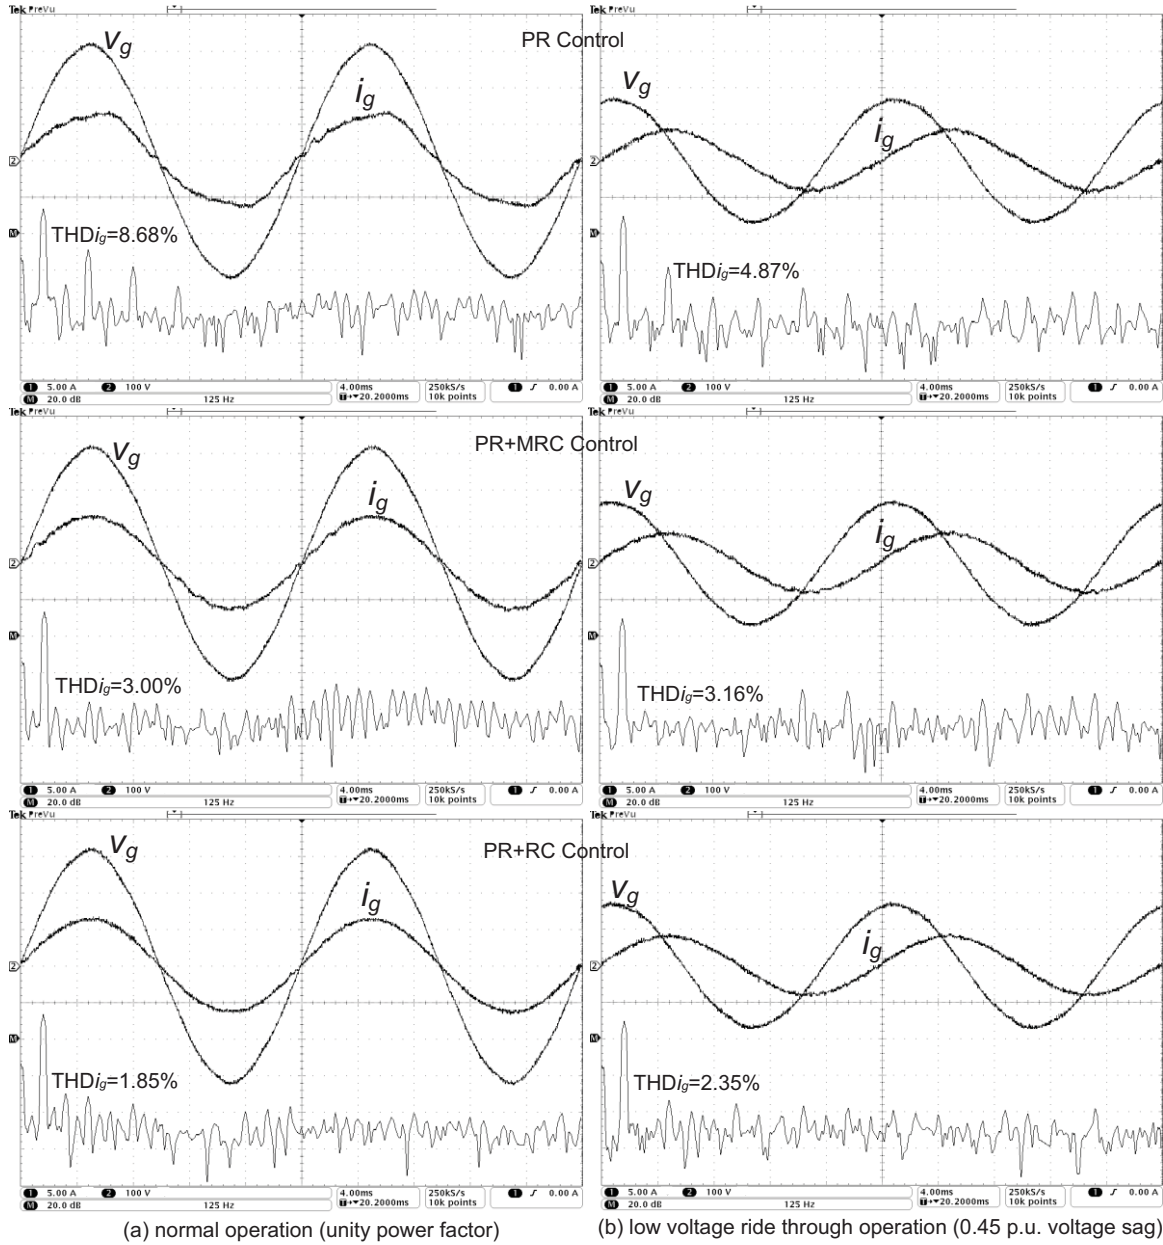 Tek PreVu
PR Control
vg
ig
2
M
THDig=8.68%
1 5.00 A 2 100 V 4.00ms 250kS/s 1 0.00 A
M 20.0 dB 125 Hz T→▼20.2000ms 10k points
Tek PreVu
vg
ig
2
M
THDig=4.87%
1 5.00 A 2 100 V 4.00ms 250kS/s 1 0.00 A
M 20.0 dB 125 Hz T→▼20.2000ms 10k points
Tek PreVu
PR+MRC Control
vg
ig
2
M
THDig=3.00%
1 5.00 A 2 100 V 4.00ms 250kS/s 1 0.00 A
M 20.0 dB 125 Hz T→▼20.2000ms 10k points
Tek PreVu
vg
ig
2
M
THDig=3.16%
1 5.00 A 2 100 V 4.00ms 250kS/s 1 0.00 A
M 20.0 dB 125 Hz T→▼20.2000ms 10k points
Tek PreVu
PR+RC Control
vg
ig
2
M
THDig=1.85%
1 5.00 A 2 100 V 4.00ms 250kS/s 1 0.00 A
M 20.0 dB 125 Hz T→▼20.2000ms 10k points
Tek PreVu
vg
ig
2
M
THDig=2.35%
1 5.00 A 2 100 V 4.00ms 250kS/s 1 0.00 A
M 20.0 dB 125 Hz T→▼20.2000ms 10k points
(a) normal operation (unity power factor)
(b) low voltage ride through operation (0.45 p.u. voltage sag)